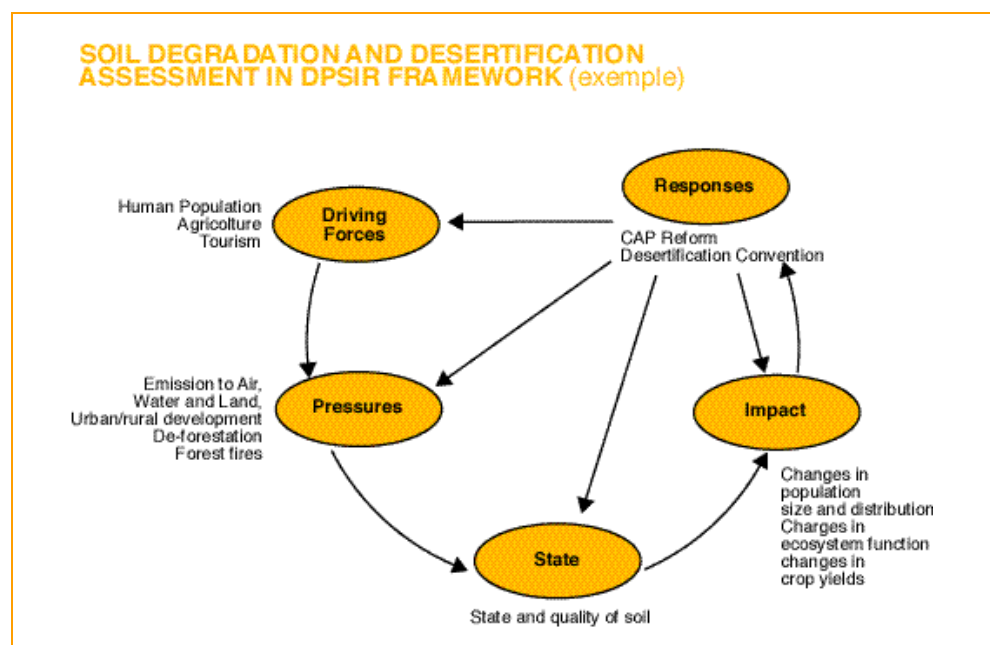 SOIL DEGRADATION AND DESERTIFICATION
ASSESSMENT IN DPSIR FRAMEWORK (exemple)
Responses
CAP Reform
Desertification Convention
Driving
Forces
Human Population
Agricolture
Tourism
Pressures
Emission to Air,
Water and Land,
Urban/rural development
De-forestation
Forest fires
Impact
Changes in
population
size and distribution
Charges in
ecosystem function
changes in
crop yields
State
State and quality of soil